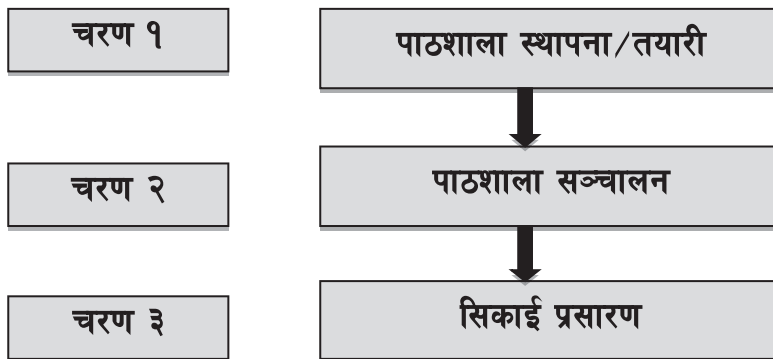 चरण १
पाठशाला स्थापना/तयारी
चरण २
पाठशाला सञ्चालन
चरण ३
सिकाई प्रसारण